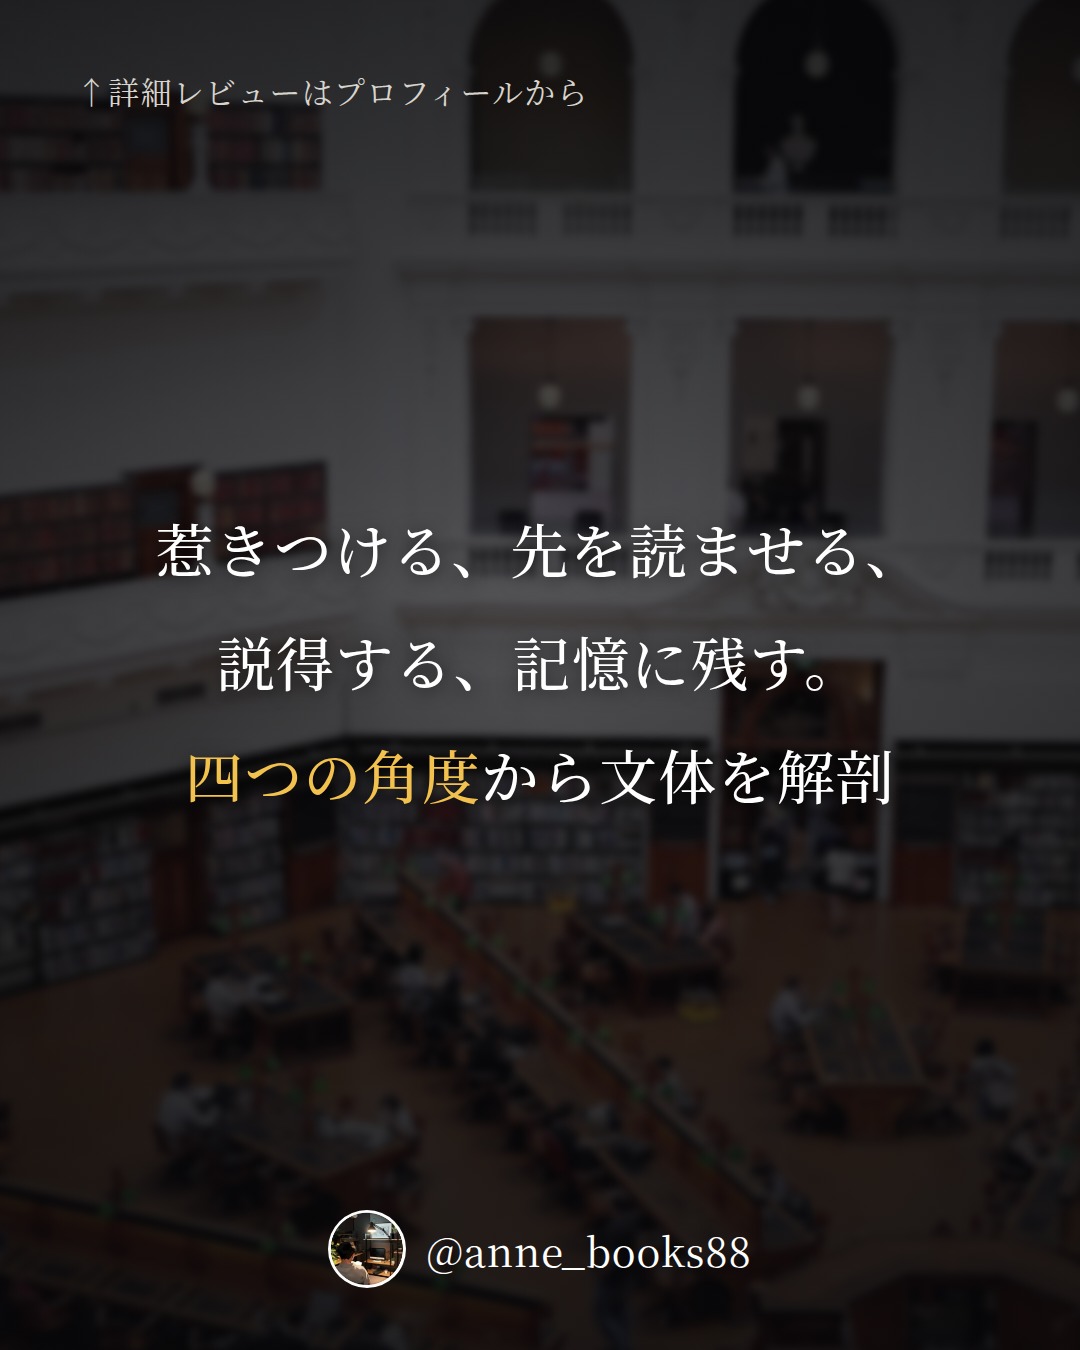 ↑詳細レビューはプロフィールから
惹きつける、先を読ませる、
説得する、記憶に残す。
四つの角度から文体を解剖
@anne_books88